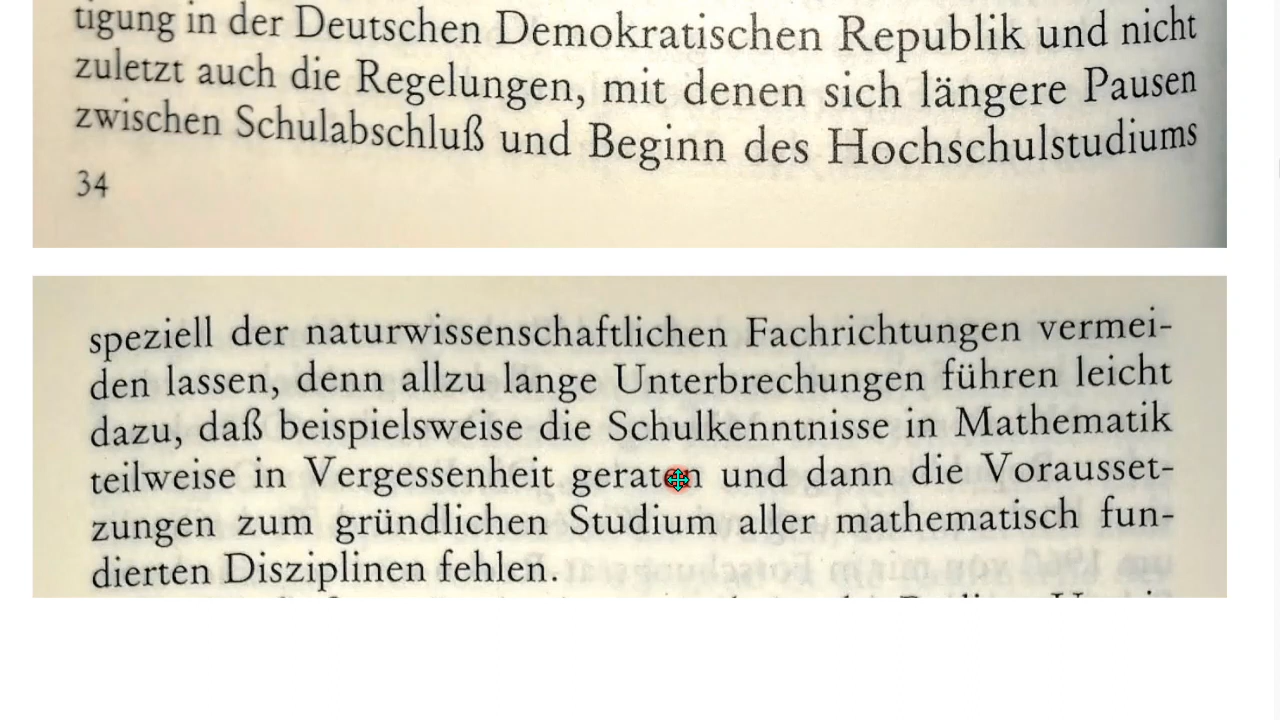 tigung in der Deutschen Demokratischen Republik und nicht
zuletzt auch die Regelungen, mit denen sich längere Pausen
zwischen Schulabschluß und Beginn des Hochschulstudiums
34
speziell der naturwissenschaftlichen Fachrichtungen vermei-
den lassen, denn allzu lange Unterbrechungen führen leicht
dazu, daß beispielsweise die Schulkenntnisse in Mathematik
teilweise in Vergessenheit geraten und dann die Vorausset-
zungen zum gründlichen Studium aller mathematisch fun-
dierten Disziplinen fehlen.